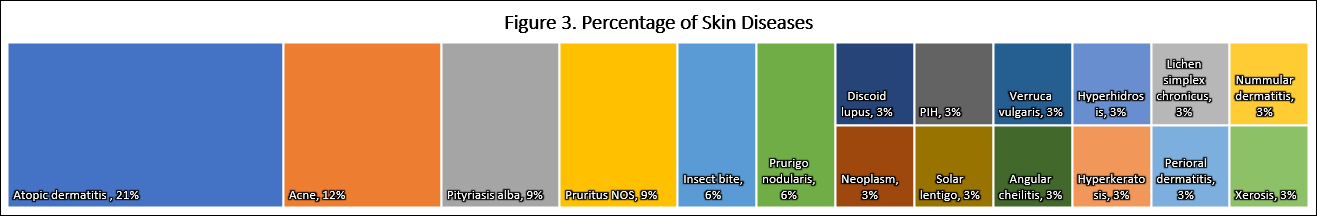 Figure 3. Percentage of Skin Diseases
Atopic dermatitis , 21%
Acne, 12%
Pityriasis alba, 9%
Pruritus NOS, 9%
Insect bite,
6%
Prurigo
nodularis,
6%
Discoid
lupus, 3%
PIH, 3%
Verruca
vulgaris, 3%
Hyperhidros
is, 3%
Lichen
simplex
chronicus,
3%
Nummular
dermatitis,
3%
Neoplasm,
3%
Solar
lentigo, 3%
Angular
cheilitis, 3%
Hyperkerato
sis, 3%
Perioral
dermatitis,
3%
Xerosis, 3%